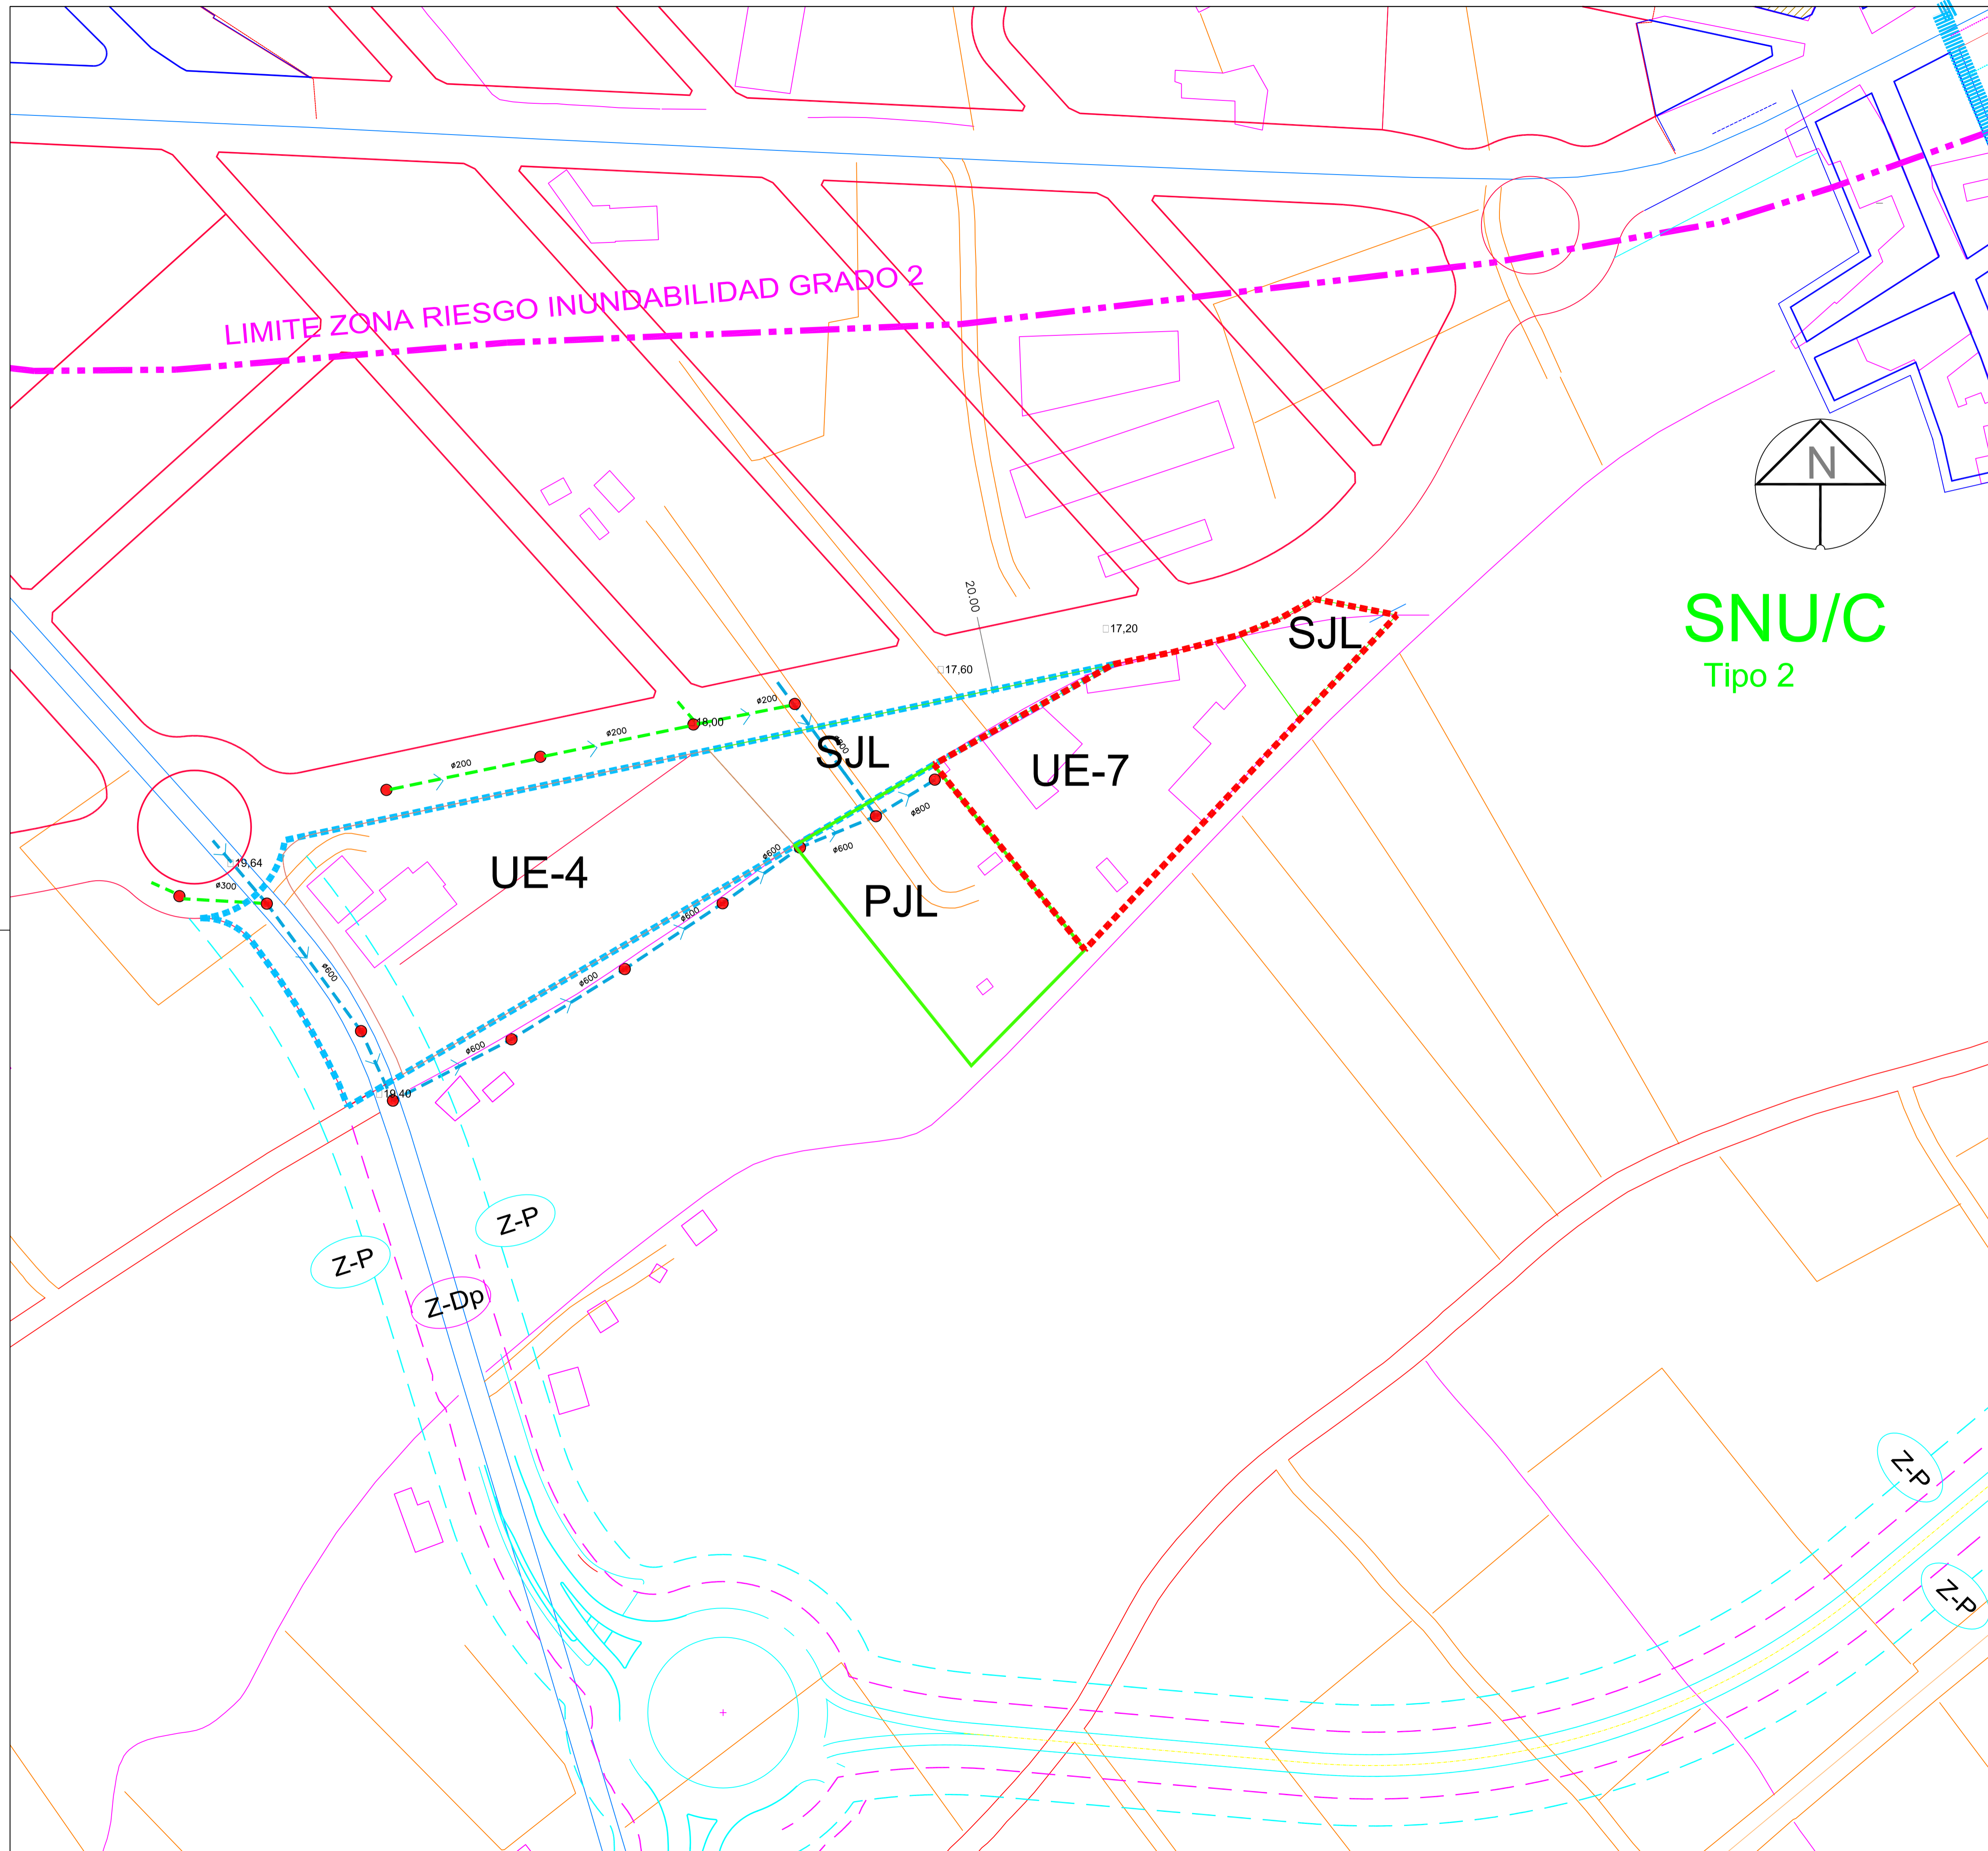 LIMITE ZONA RIESGO INUNDABILIDAD GRADO 2
N
SNU/C
Tipo 2
20.00
17,20
SJL
17,60
ø200
18,00
ø200
ø200
SJL
UE-7
ø800
19,64
UE-4
ø600
ø600
ø300
PJL
ø600
ø600
ø600
ø600
19,40
Z-P
Z-P
Z-Dp
Z-P
Z-P